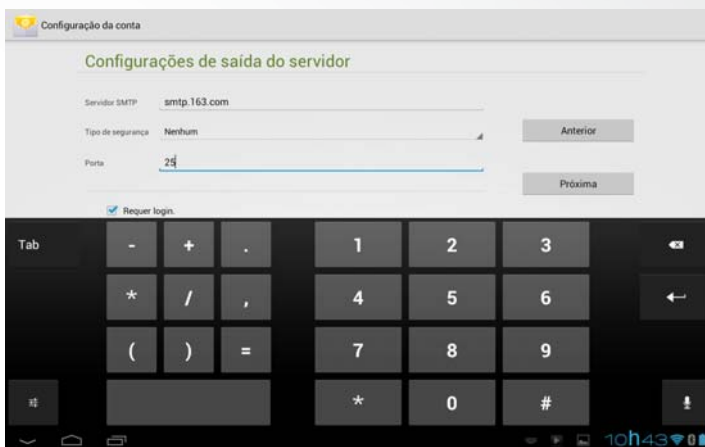 Configuração da conta
Configurações de saída do servidor
Servidor SMTP smtp.163.com
Tipo de segurança Nenhum
Anterior
Porta 25
Próxima
Requer login.
Tab - + . 1 2 3
* / , 4 5 6
( ) = 7 8 9
* 0 #
10h43